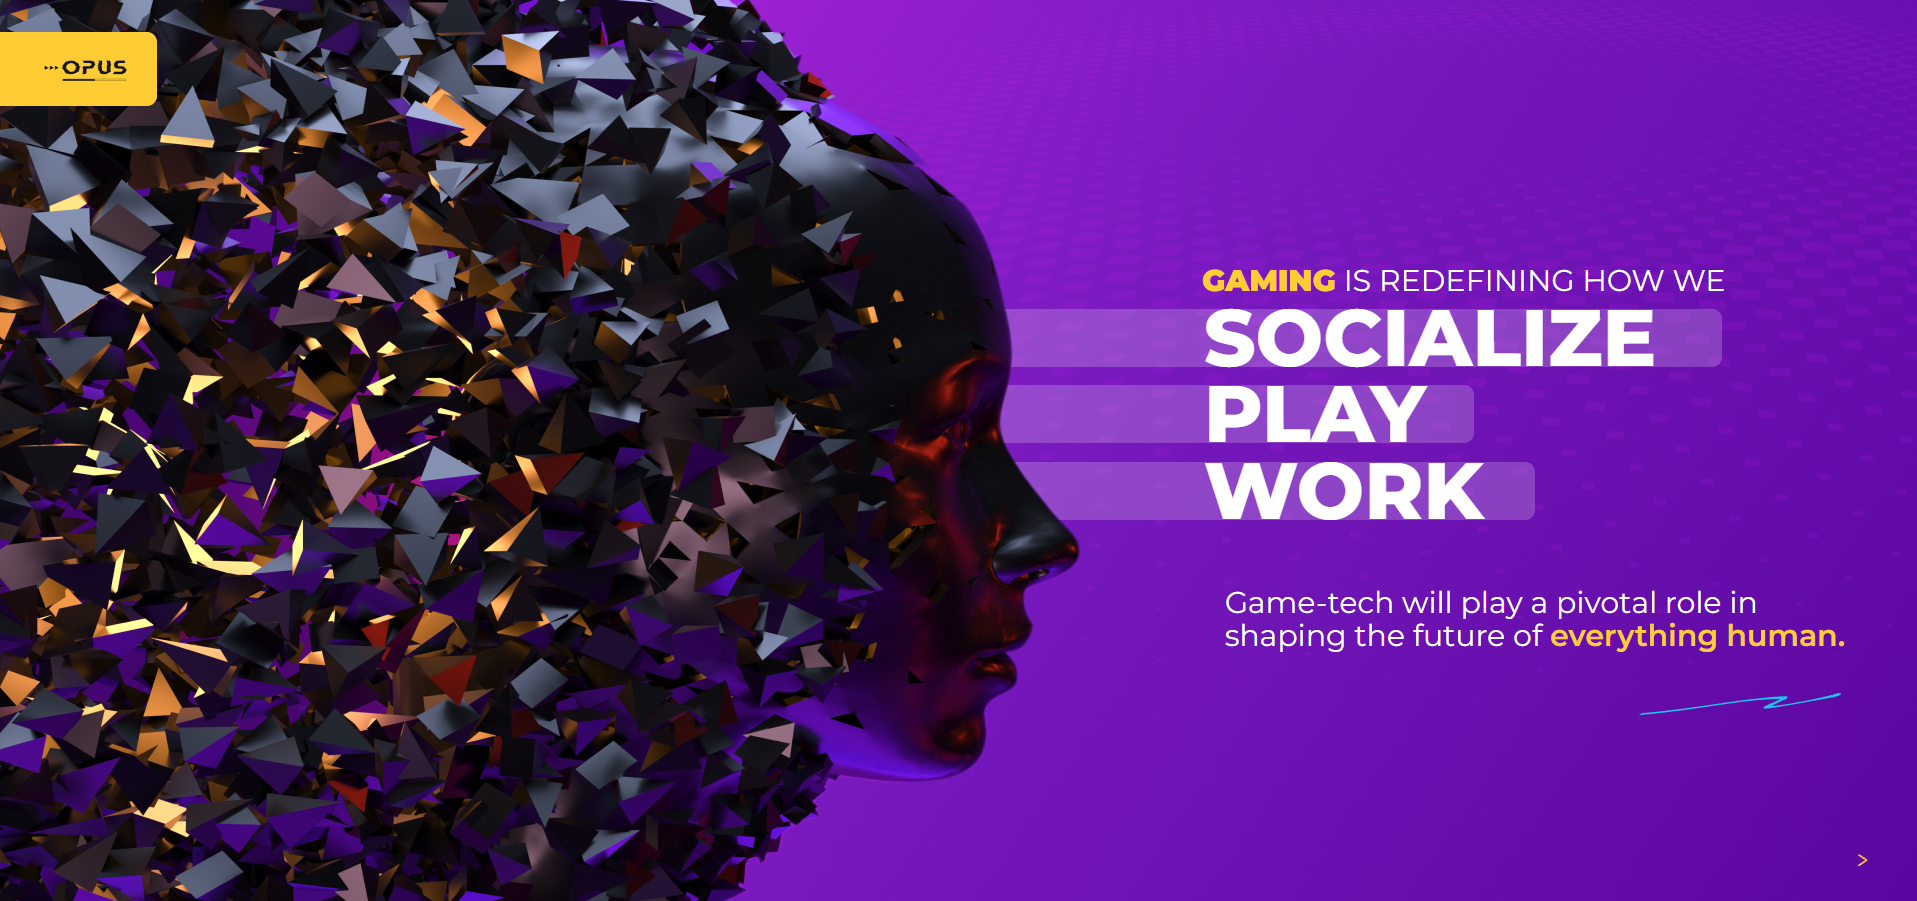 OPUS
GAMING IS REDEFINING HOW WE
SOCIALIZE
PLAY
WORK
Game-tech will play a pivotal role in
shaping the future of everything human.
>